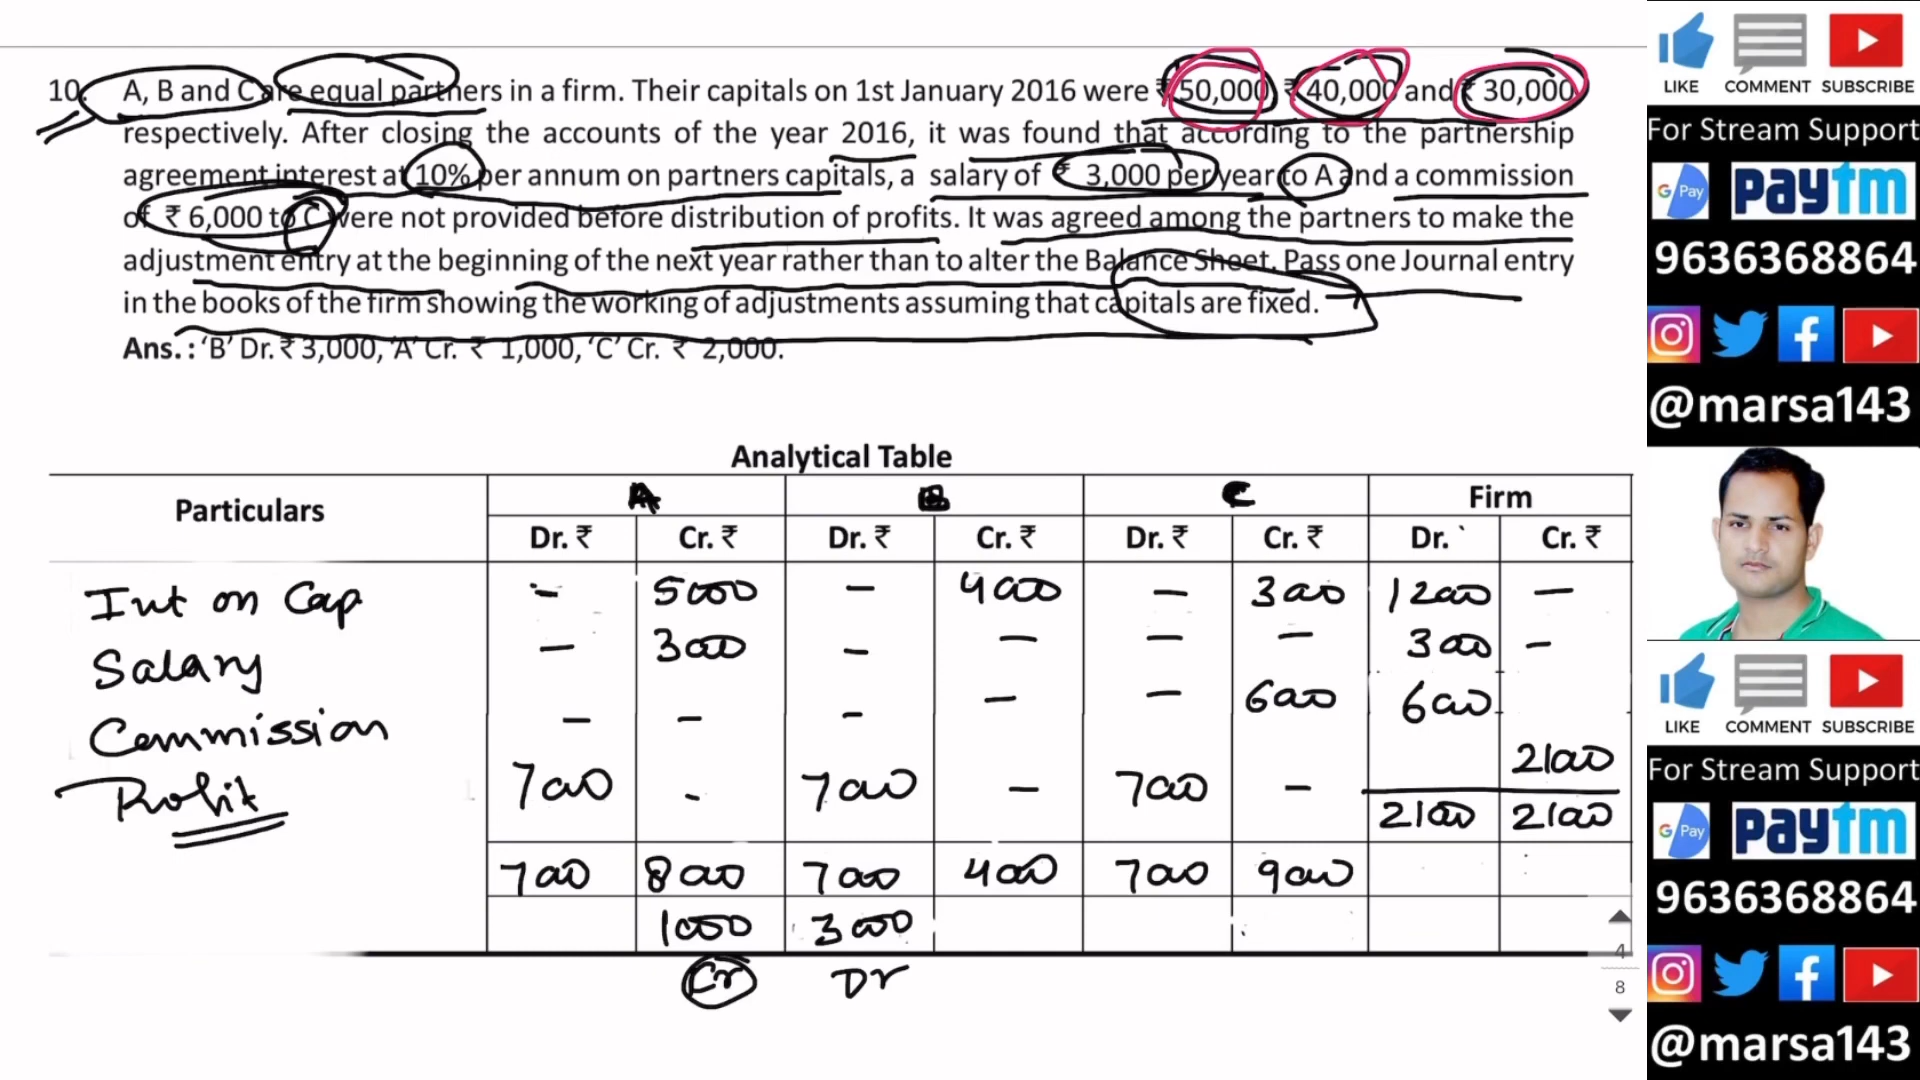 10. A, B and C are equal partners in a firm. Their capitals on 1st January 2016 were ₹ 50,000 ₹ 40,000 and ₹ 30,000
respectively. After closing the accounts of the year 2016, it was found that according to the partnership
agreement interest at 10% per annum on partners capitals, a salary of ₹ 3,000 per year to A and a commission
of ₹ 6,000 to C were not provided before distribution of profits. It was agreed among the partners to make the
adjustment entry at the beginning of the next year rather than to alter the Balance Sheet. Pass one Journal entry
in the books of the firm showing the working of adjustments assuming that capitals are fixed.
Ans. : 'B' Dr. ₹ 3,000, 'A' Cr. ₹ 1,000, 'C' Cr. ₹ 2,000.
Analytical Table
Particulars A B C Firm
Dr. ₹ Cr. ₹ Dr. ₹ Cr. ₹ Dr. ₹ Cr. ₹ Dr. Cr. ₹
Int on Cap - 5000 - 4000 - 3000 12000 -
Salary - 3000 - - - - 3000 -
Commission - - - - - 6000 6000
21000
Profit 7000 - 7000 - 7000 -
21000 21000
7000 8000 7000 4000 7000 9000
1000 3000
Cr Dr
4
8
LIKE COMMENT SUBSCRIBE
For Stream Support
G Pay paytm
9636368864
@marsa143
LIKE COMMENT SUBSCRIBE
For Stream Support
G Pay paytm
9636368864
@marsa143